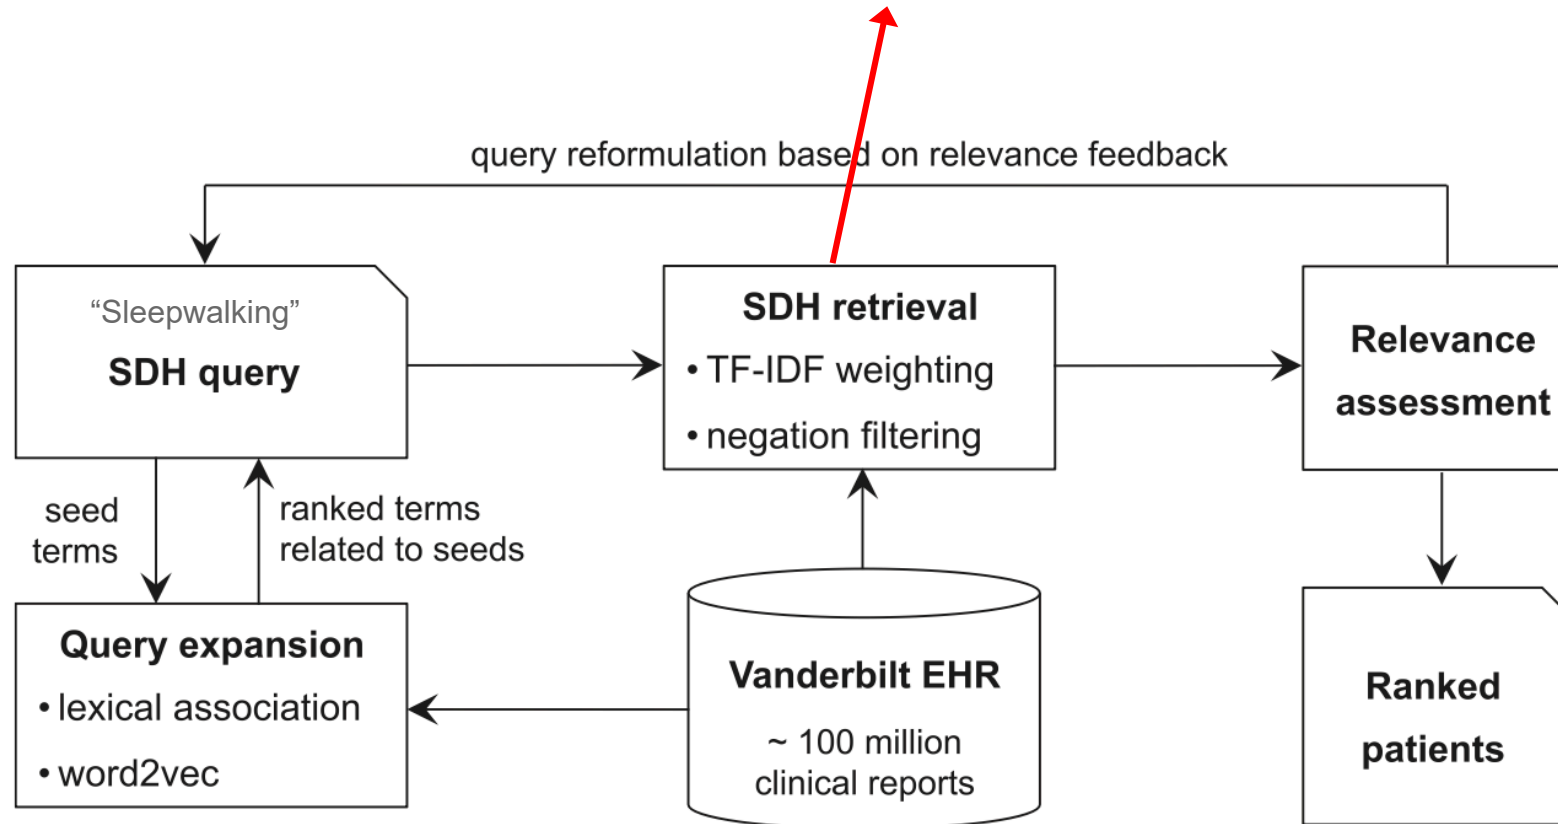 query reformulation based on relevance feedback
“Sleepwalking”
SDH query
SDH retrieval
• TF-IDF weighting
• negation filtering
Relevance
assessment
seed
terms
ranked terms
related to seeds
Query expansion
• lexical association
• word2vec
Vanderbilt EHR
~ 100 million
clinical reports
Ranked
patients